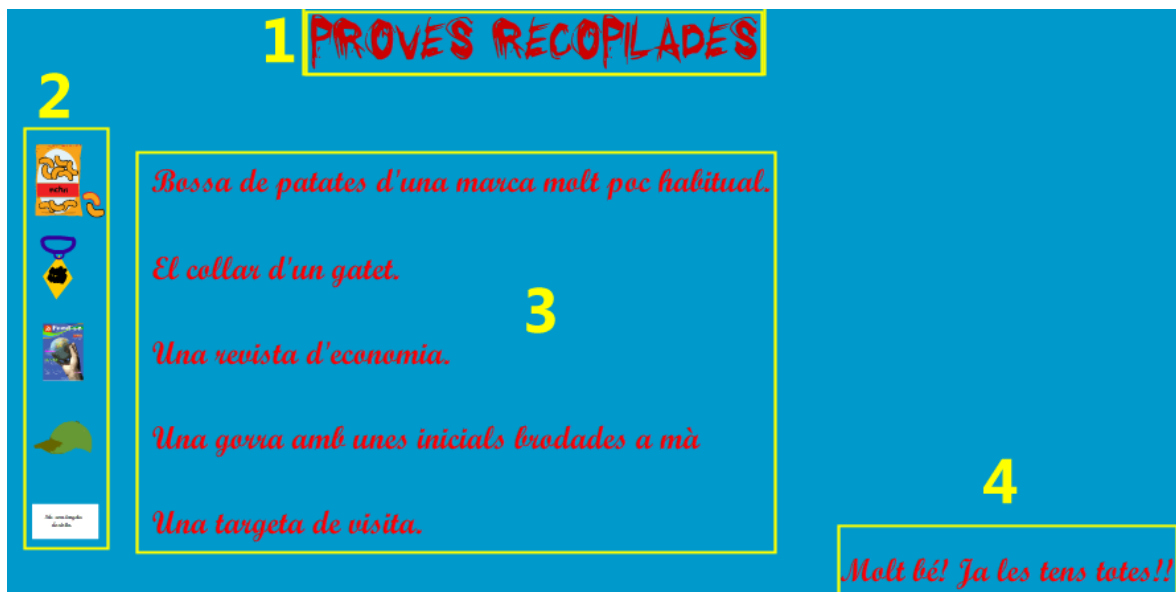 1 PROVES RECOPILADES
2
Bossa de patates d'una marca molt poc habitual.
El collar d'un gatet.
3
Una revista d'economia.
Una gorra amb unes inicials brodades a mà
4
Una targeta de visita.
Molt bé! Ja les tens totes!!